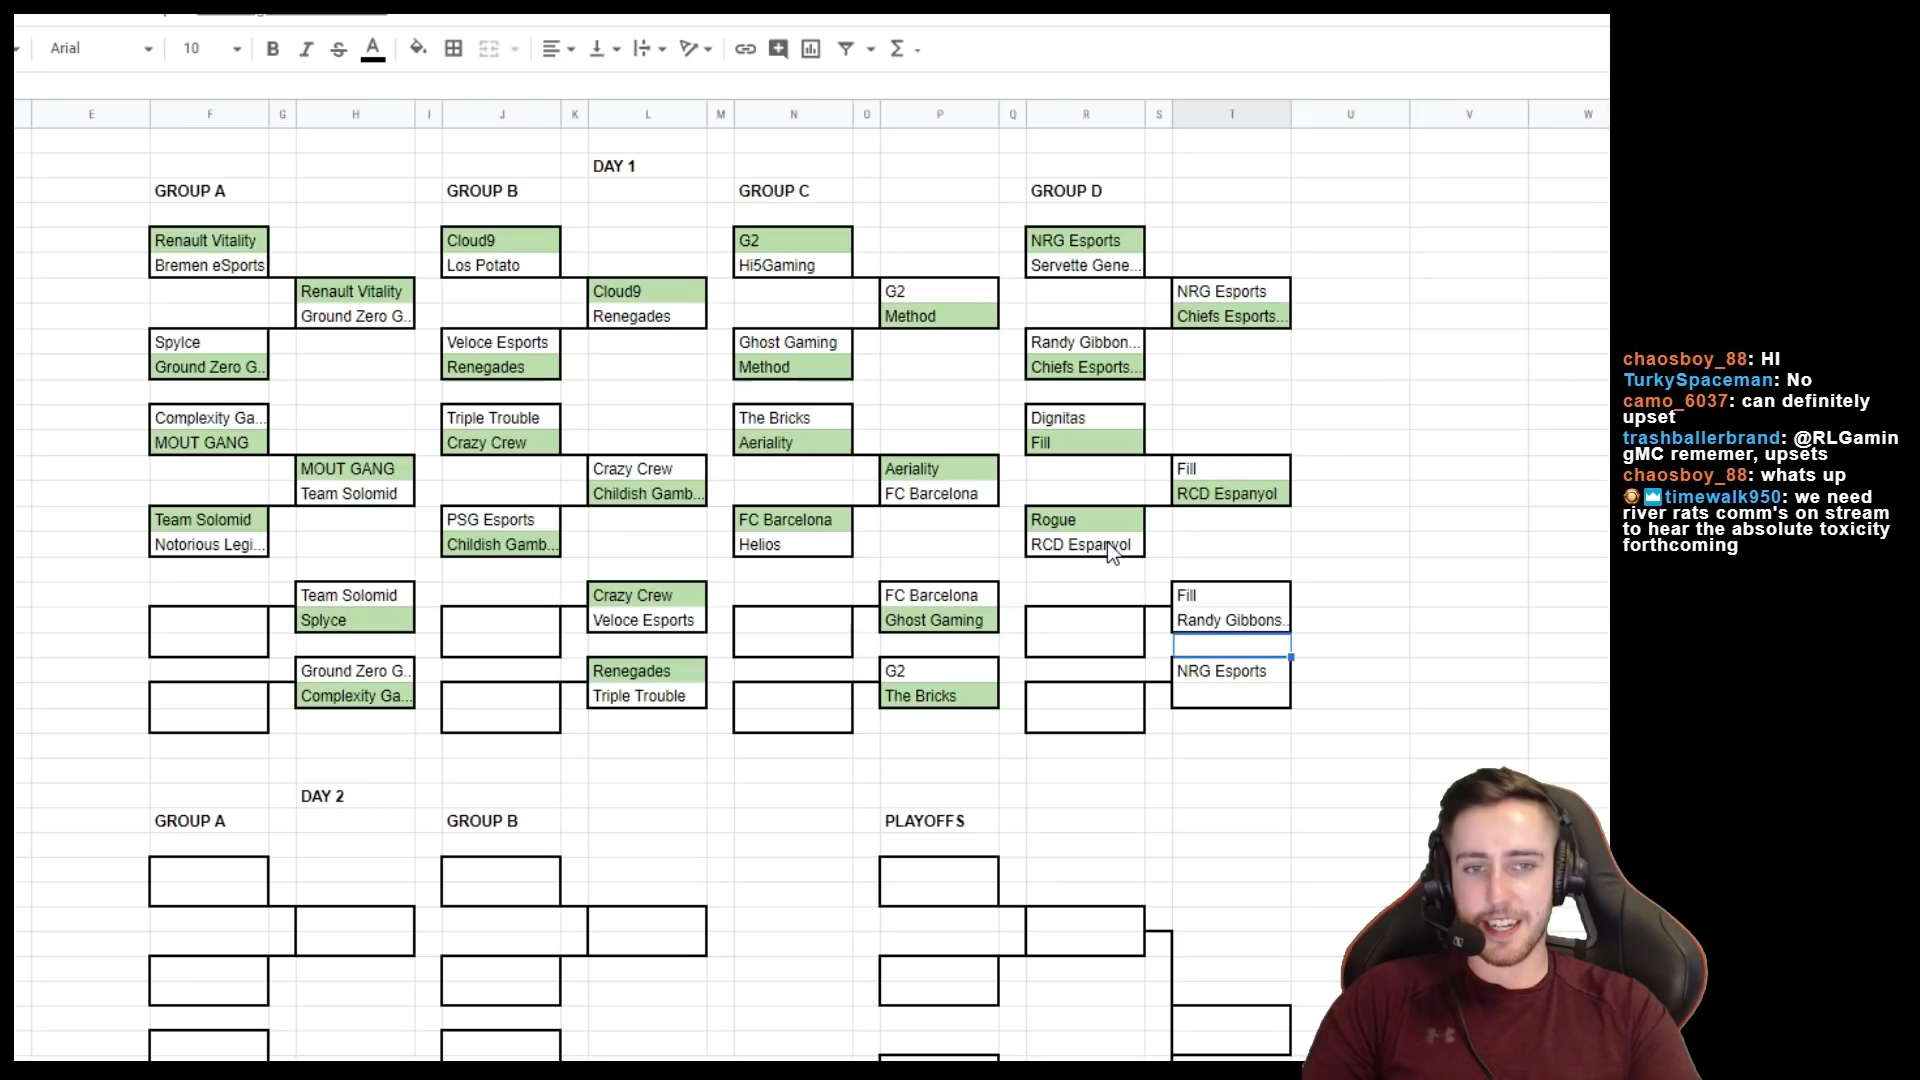 Arial
10
B
I
S
A
E
F
G
H
I
J
K
L
M
N
O
P
Q
R
S
T
U
V
W
DAY 1
GROUP A
GROUP B
GROUP C
GROUP D
Renault Vitality
Bremen eSports
Renault Vitality
Ground Zero G..
SpyIce
Ground Zero G..
Complexity Ga...
MOUT GANG
MOUT GANG
Team Solomid
Team Solomid
Notorious Legi...
Team Solomid
Splyce
Ground Zero G..
Complexity Ga...
Cloud9
Los Potato
Cloud9
Renegades
Veloce Esports
Renegades
Triple Trouble
Crazy Crew
Crazy Crew
Childish Gamb...
PSG Esports
Childish Gamb...
Crazy Crew
Veloce Esports
Renegades
Triple Trouble
G2
Hi5Gaming
G2
Method
Ghost Gaming
Method
The Bricks
Aeriality
Aeriality
FC Barcelona
FC Barcelona
Helios
FC Barcelona
Ghost Gaming
G2
The Bricks
NRG Esports
Servette Gene...
NRG Esports
Chiefs Esports...
Randy Gibbon...
Chiefs Esports...
Dignitas
Fill
Fill
RCD Espanyol
Rogue
RCD Espanyol
Fill
Randy Gibbons..
NRG Esports
DAY 2
GROUP A
GROUP B
PLAYOFFS
chaosboy_88: HI
TurkySpaceman: No
camo_6037: can definitely
upset
trashballerbrand: @RLGamin
gMC rememer, upsets
chaosboy_88: whats up
timewalk950: we need
river rats comm's on stream
to hear the absolute toxicity
forthcoming